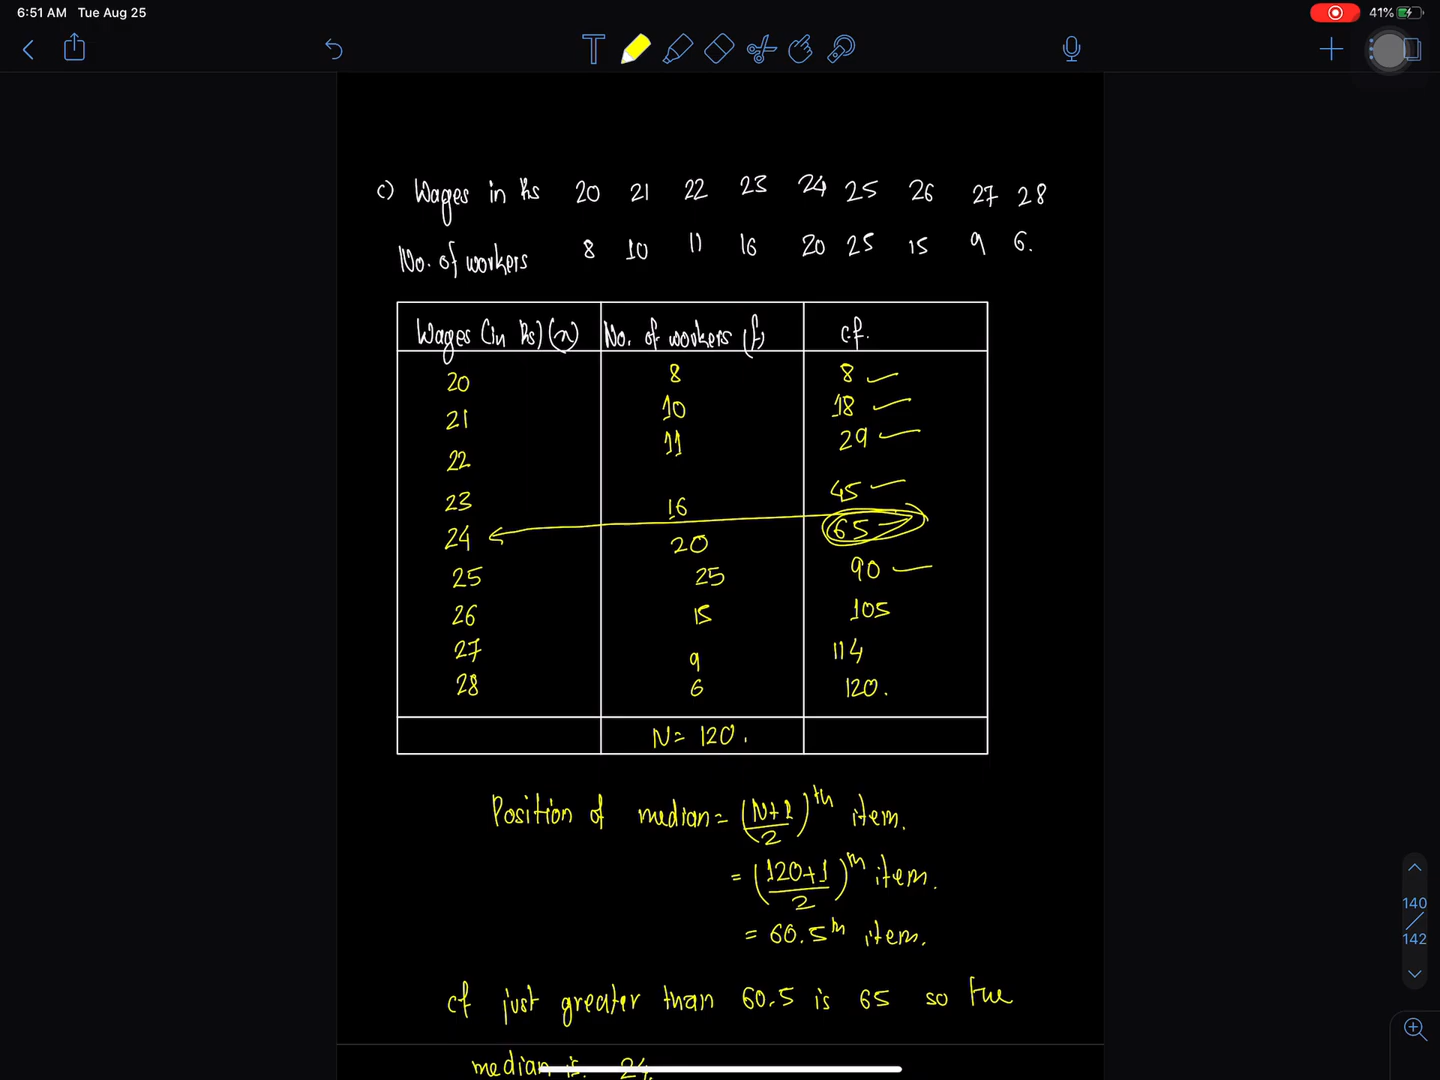 6:51 AM Tue Aug 25
41%
c) Wages in Rs 20 21 22 23 24 25 26 27 28
No. of workers 8 10 11 16 20 25 15 9 6.
Wages (in Rs) (x) No. of workers (f) c.f.
20 8 8
21 10 18
22 11 29
23 16 45
24 20 65
25 25 90
26 15 105
27 9 114
28 6 120.
N = 120.
Position of median = (N+1/2)th item.
= (120+1/2)th item.
= 60.5th item.
cf just greater than 60.5 is 65 so the
median is 24.
140
/
142